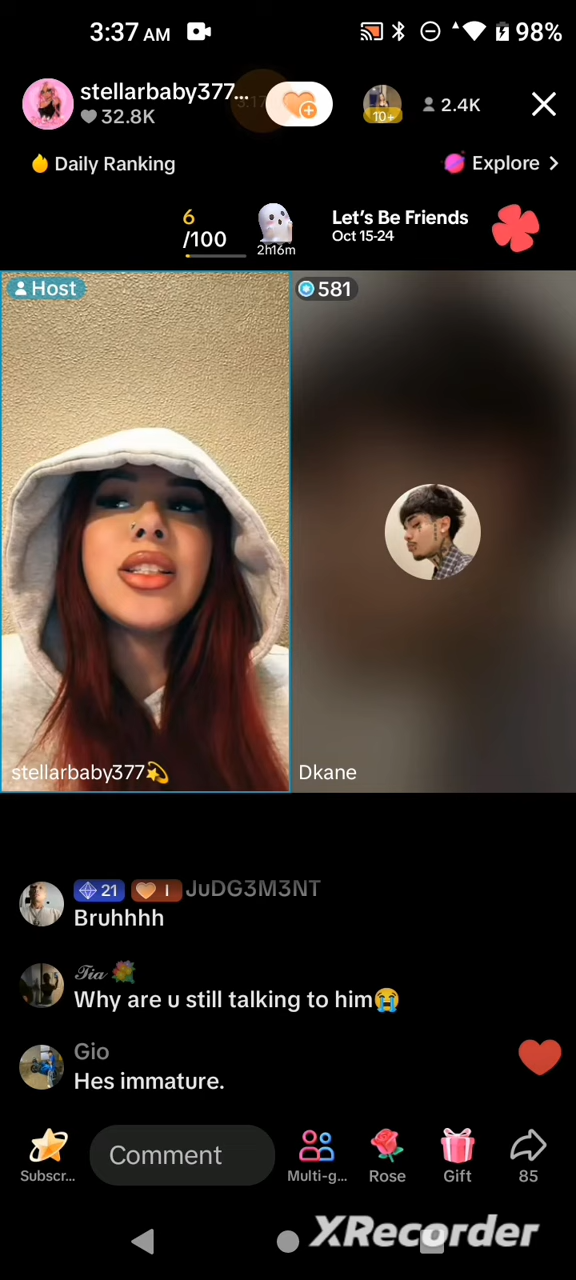 3:37 AM
98%
stellarbaby377...
32.8K
10+
2.4K
Daily Ranking
Explore >
6
/100
2h16m
Let's Be Friends
Oct 15-24
Host
581
stellarbaby377💫
Dkane
21 I JuDG3M3NT
Bruhhhh
𝒯𝒾𝒶 💐
Why are u still talking to him😭
Gio
Hes immature.
Comment
Subscr...
Multi-g...
Rose
Gift
85
XRecorder